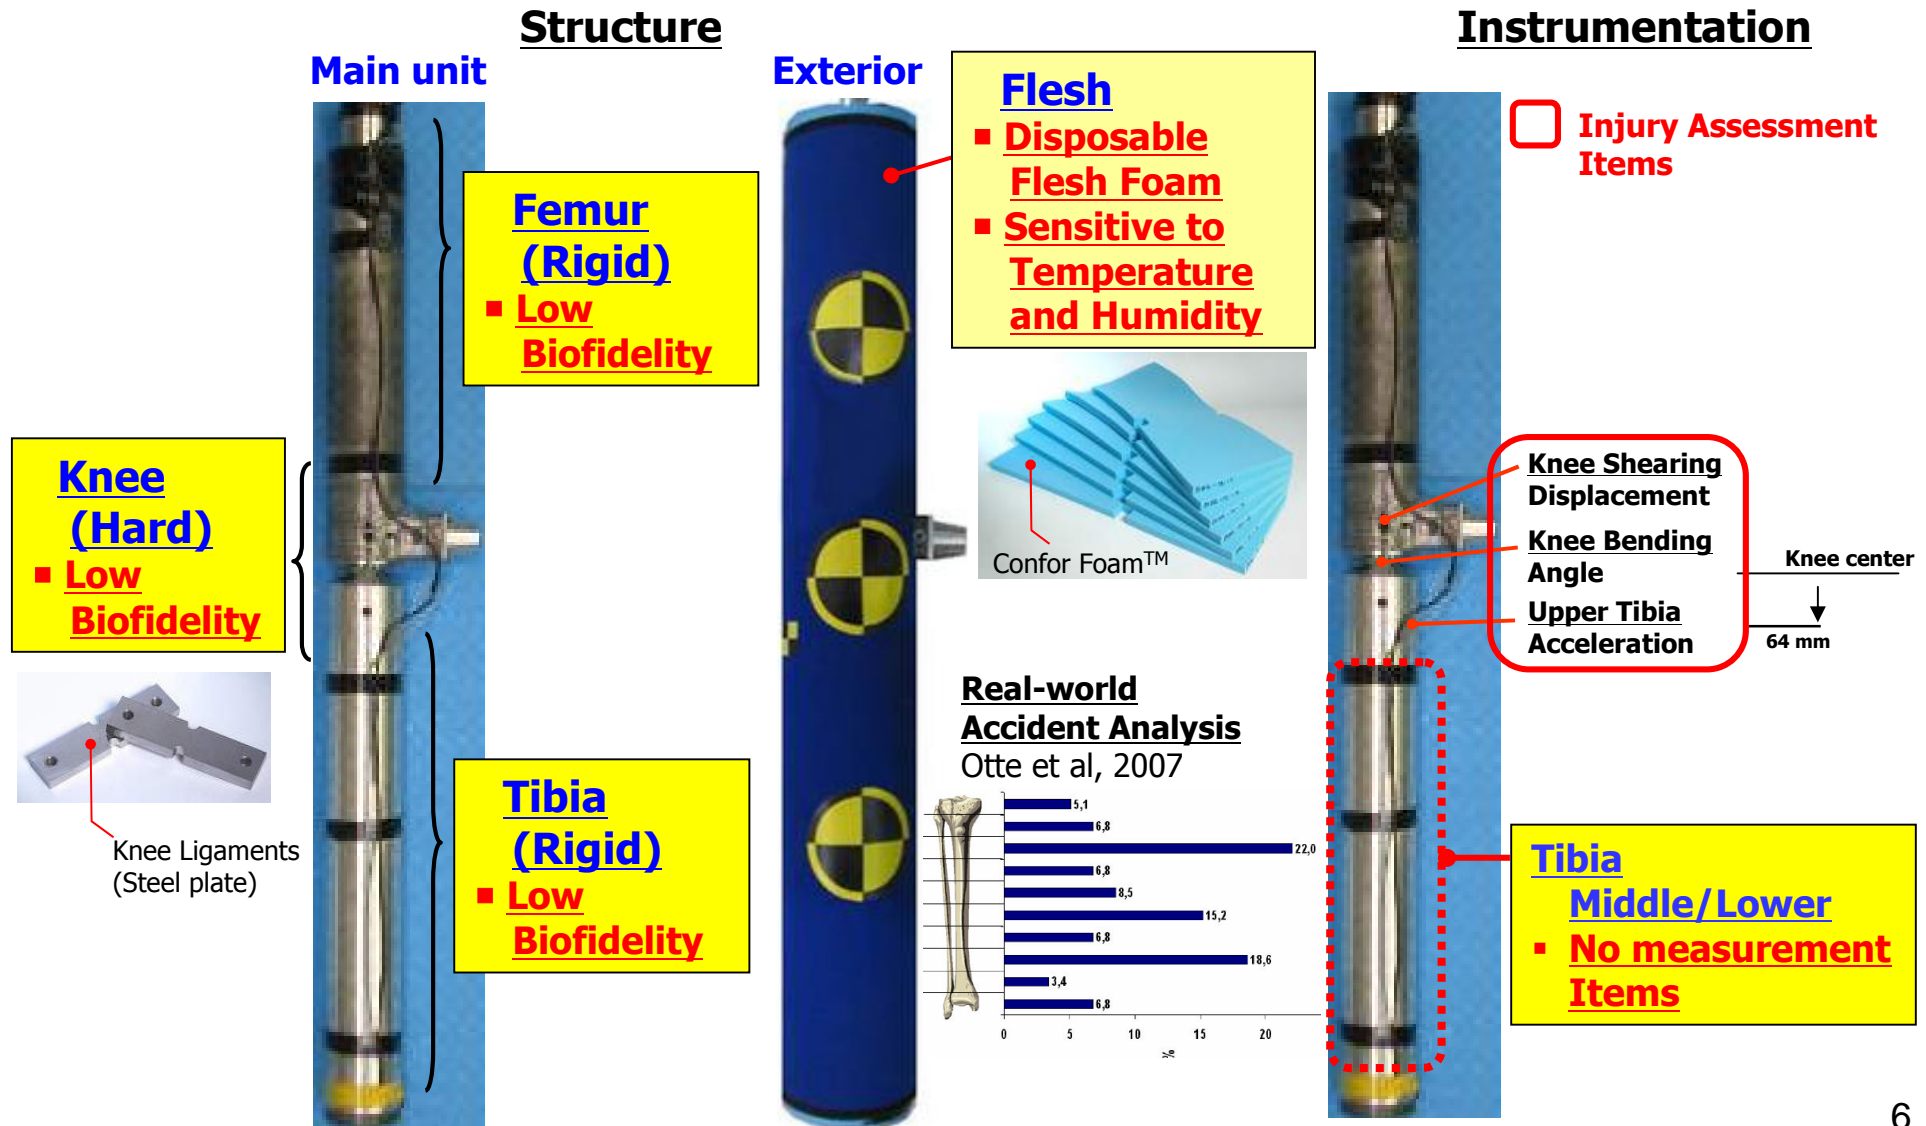 Structure
Instrumentation
Main unit
Exterior
Femur
(Rigid)
▪ Low
Biofidelity
Knee
(Hard)
▪ Low
Biofidelity
Knee Ligaments
(Steel plate)
Tibia
(Rigid)
▪ Low
Biofidelity
Flesh
▪ Disposable
Flesh Foam
▪ Sensitive to
Temperature
and Humidity
Confor Foam™
Real-world
Accident Analysis
Otte et al, 2007
5,1
6,8
22,0
6,8
8,5
15,2
6,8
18,6
3,4
6,8
0 5 10 15 20
%
Injury Assessment
Items
Knee Shearing
Displacement
Knee Bending
Angle
Upper Tibia
Acceleration
Knee center
64 mm
Tibia
Middle/Lower
▪ No measurement
Items
6